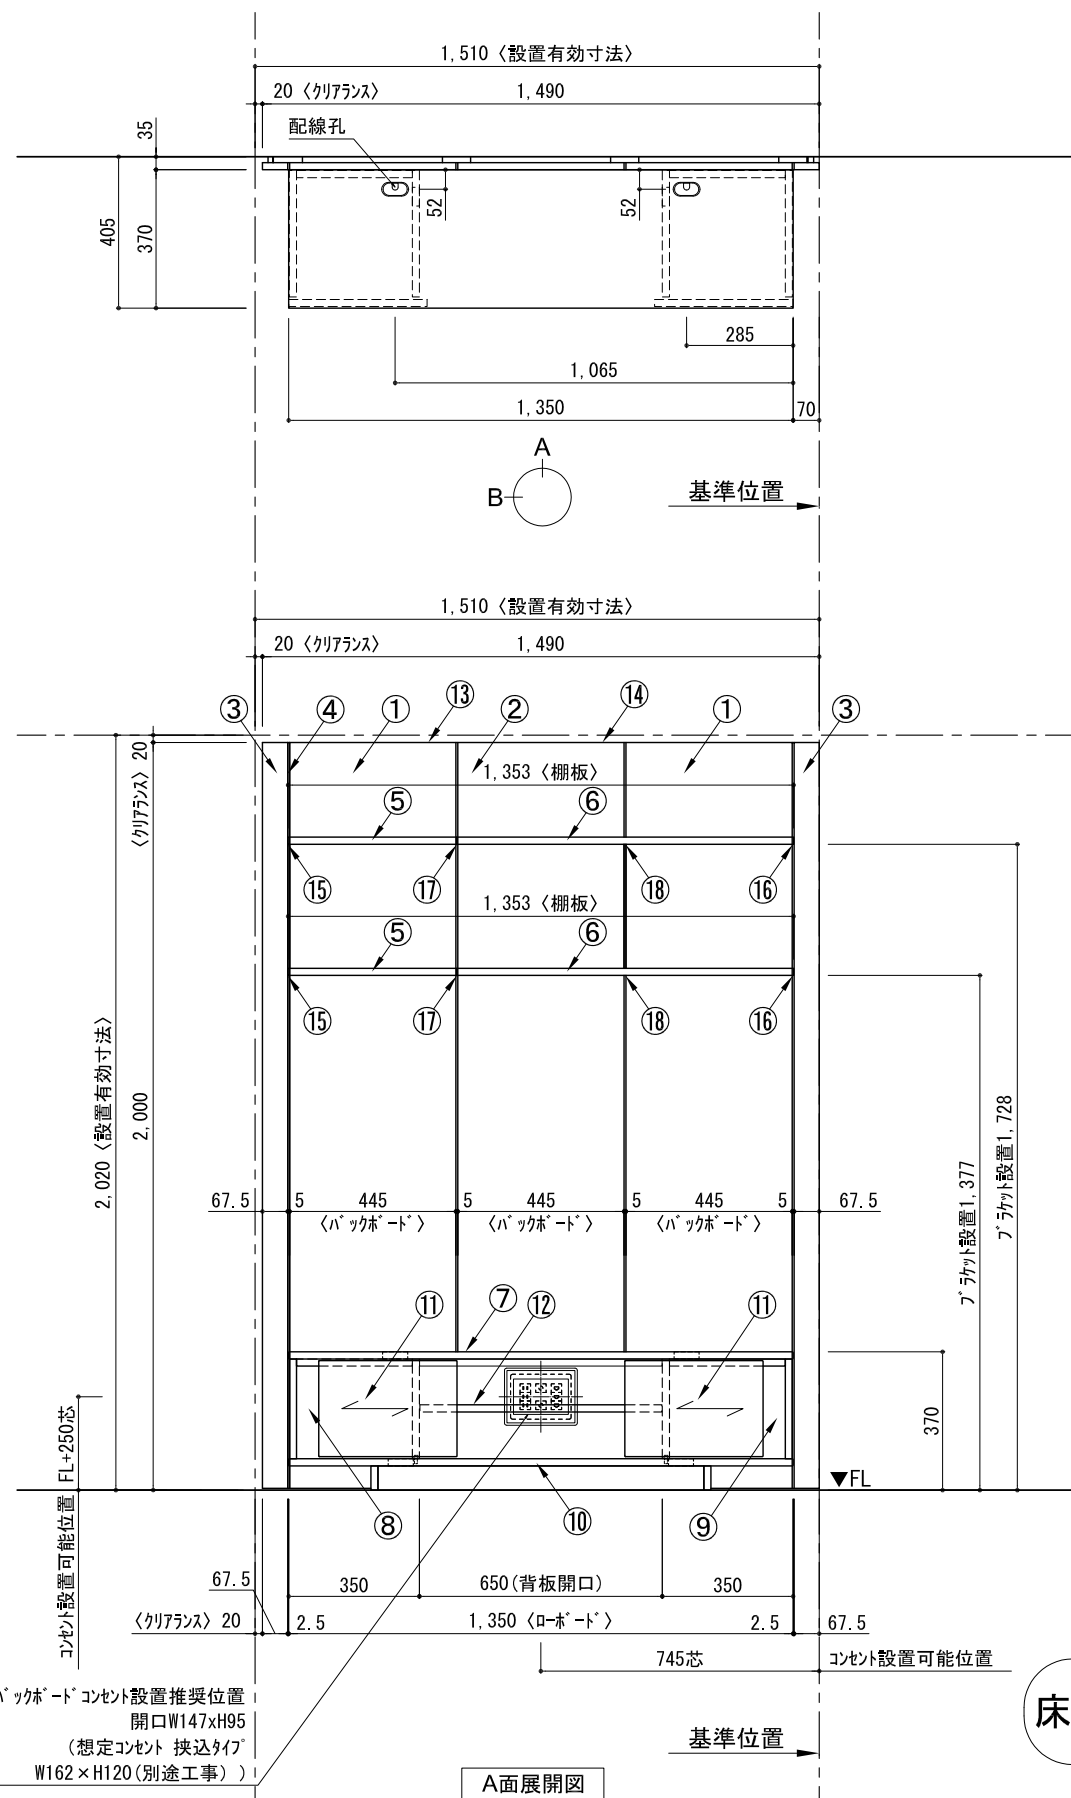 1,510〈設置有効寸法〉
20〈クリアランス〉 1,490
配線孔
35
405
370
52
52
285
1,065
1,350
70
A
B
基準位置
1,510〈設置有効寸法〉
20〈クリアランス〉 1,490
③ ④ ① ⑬ ② ⑭ ① ③
〈クリアランス〉 20
1,353〈棚板〉
⑤ ⑥
⑮ ⑰ ⑱ ⑯
1,353〈棚板〉
⑤ ⑥
⑮ ⑰ ⑱ ⑯
2,020〈設置有効寸法〉
2,000
ブラケット設置1,377
ブラケット設置1,728
67.5 5 445 5 445 5 445 5 67.5
〈バックボード〉 〈バックボード〉 〈バックボード〉
⑪ ⑦ ⑫ ⑪
370
コンセント設置可能位置 FL+250芯
▼FL
⑧ ⑩ ⑨
67.5
350 650(背板開口) 350
〈クリアランス〉 20 2.5 1,350〈ローボード〉 2.5 67.5
745芯 コンセント設置可能位置
バックボードコンセント設置推奨位置
開口W147xH95
(想定コンセント 挟込タイプ
W162×H120(別途工事) )
基準位置
床
A面展開図